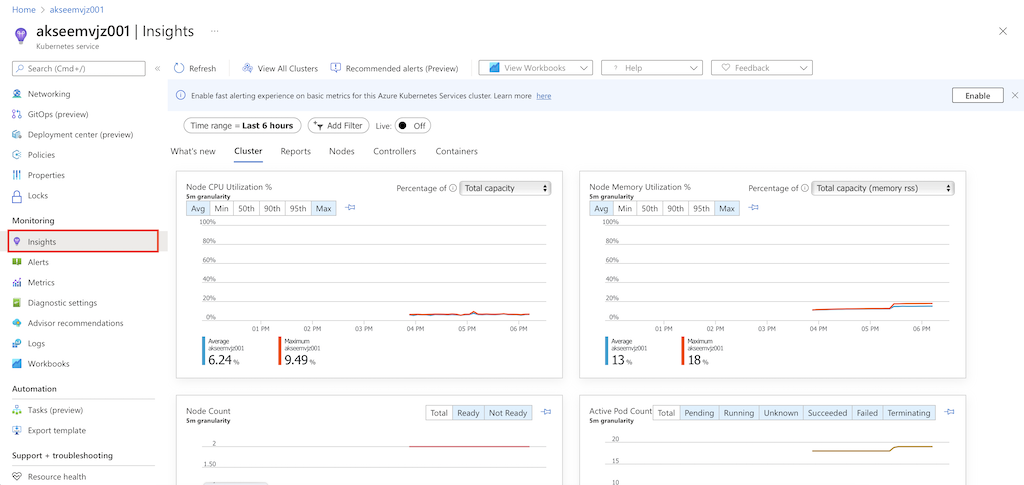 Home > akseemvjz001
akseemvjz001 | Insights ...
Kubernetes service
Search (Cmd+/)
«
Refresh
View All Clusters
Recommended alerts (Preview)
View Workbooks
? Help
Feedback
Networking
GitOps (preview)
Deployment center (preview)
Policies
Properties
Locks
Monitoring
Insights
Alerts
Metrics
Diagnostic settings
Advisor recommendations
Logs
Workbooks
Automation
Tasks (preview)
Export template
Support + troubleshooting
Resource health
Enable fast alerting experience on basic metrics for this Azure Kubernetes Services cluster. Learn more here
Enable
Time range = Last 6 hours
Add Filter
Live: Off
What's new Cluster Reports Nodes Controllers Containers
Node CPU Utilization %
5m granularity
Percentage of Total capacity
Avg Min 50th 90th 95th Max
100%
80%
60%
40%
20%
0%
01 PM 02 PM 03 PM 04 PM 05 PM 06 PM
Average
akseemvjz001
6.24 %
Maximum
akseemvjz001
9.49 %
Node Memory Utilization %
5m granularity
Percentage of Total capacity (memory rss)
Avg Min 50th 90th 95th Max
100%
80%
60%
40%
20%
0%
01 PM 02 PM 03 PM 04 PM 05 PM 06 PM
Average
akseemvjz001
13 %
Maximum
akseemvjz001
18 %
Node Count
5m granularity
Total Ready Not Ready
2
1.50
Active Pod Count
5m granularity
Total Pending Running Unknown Succeeded Failed Terminating
20
15
10